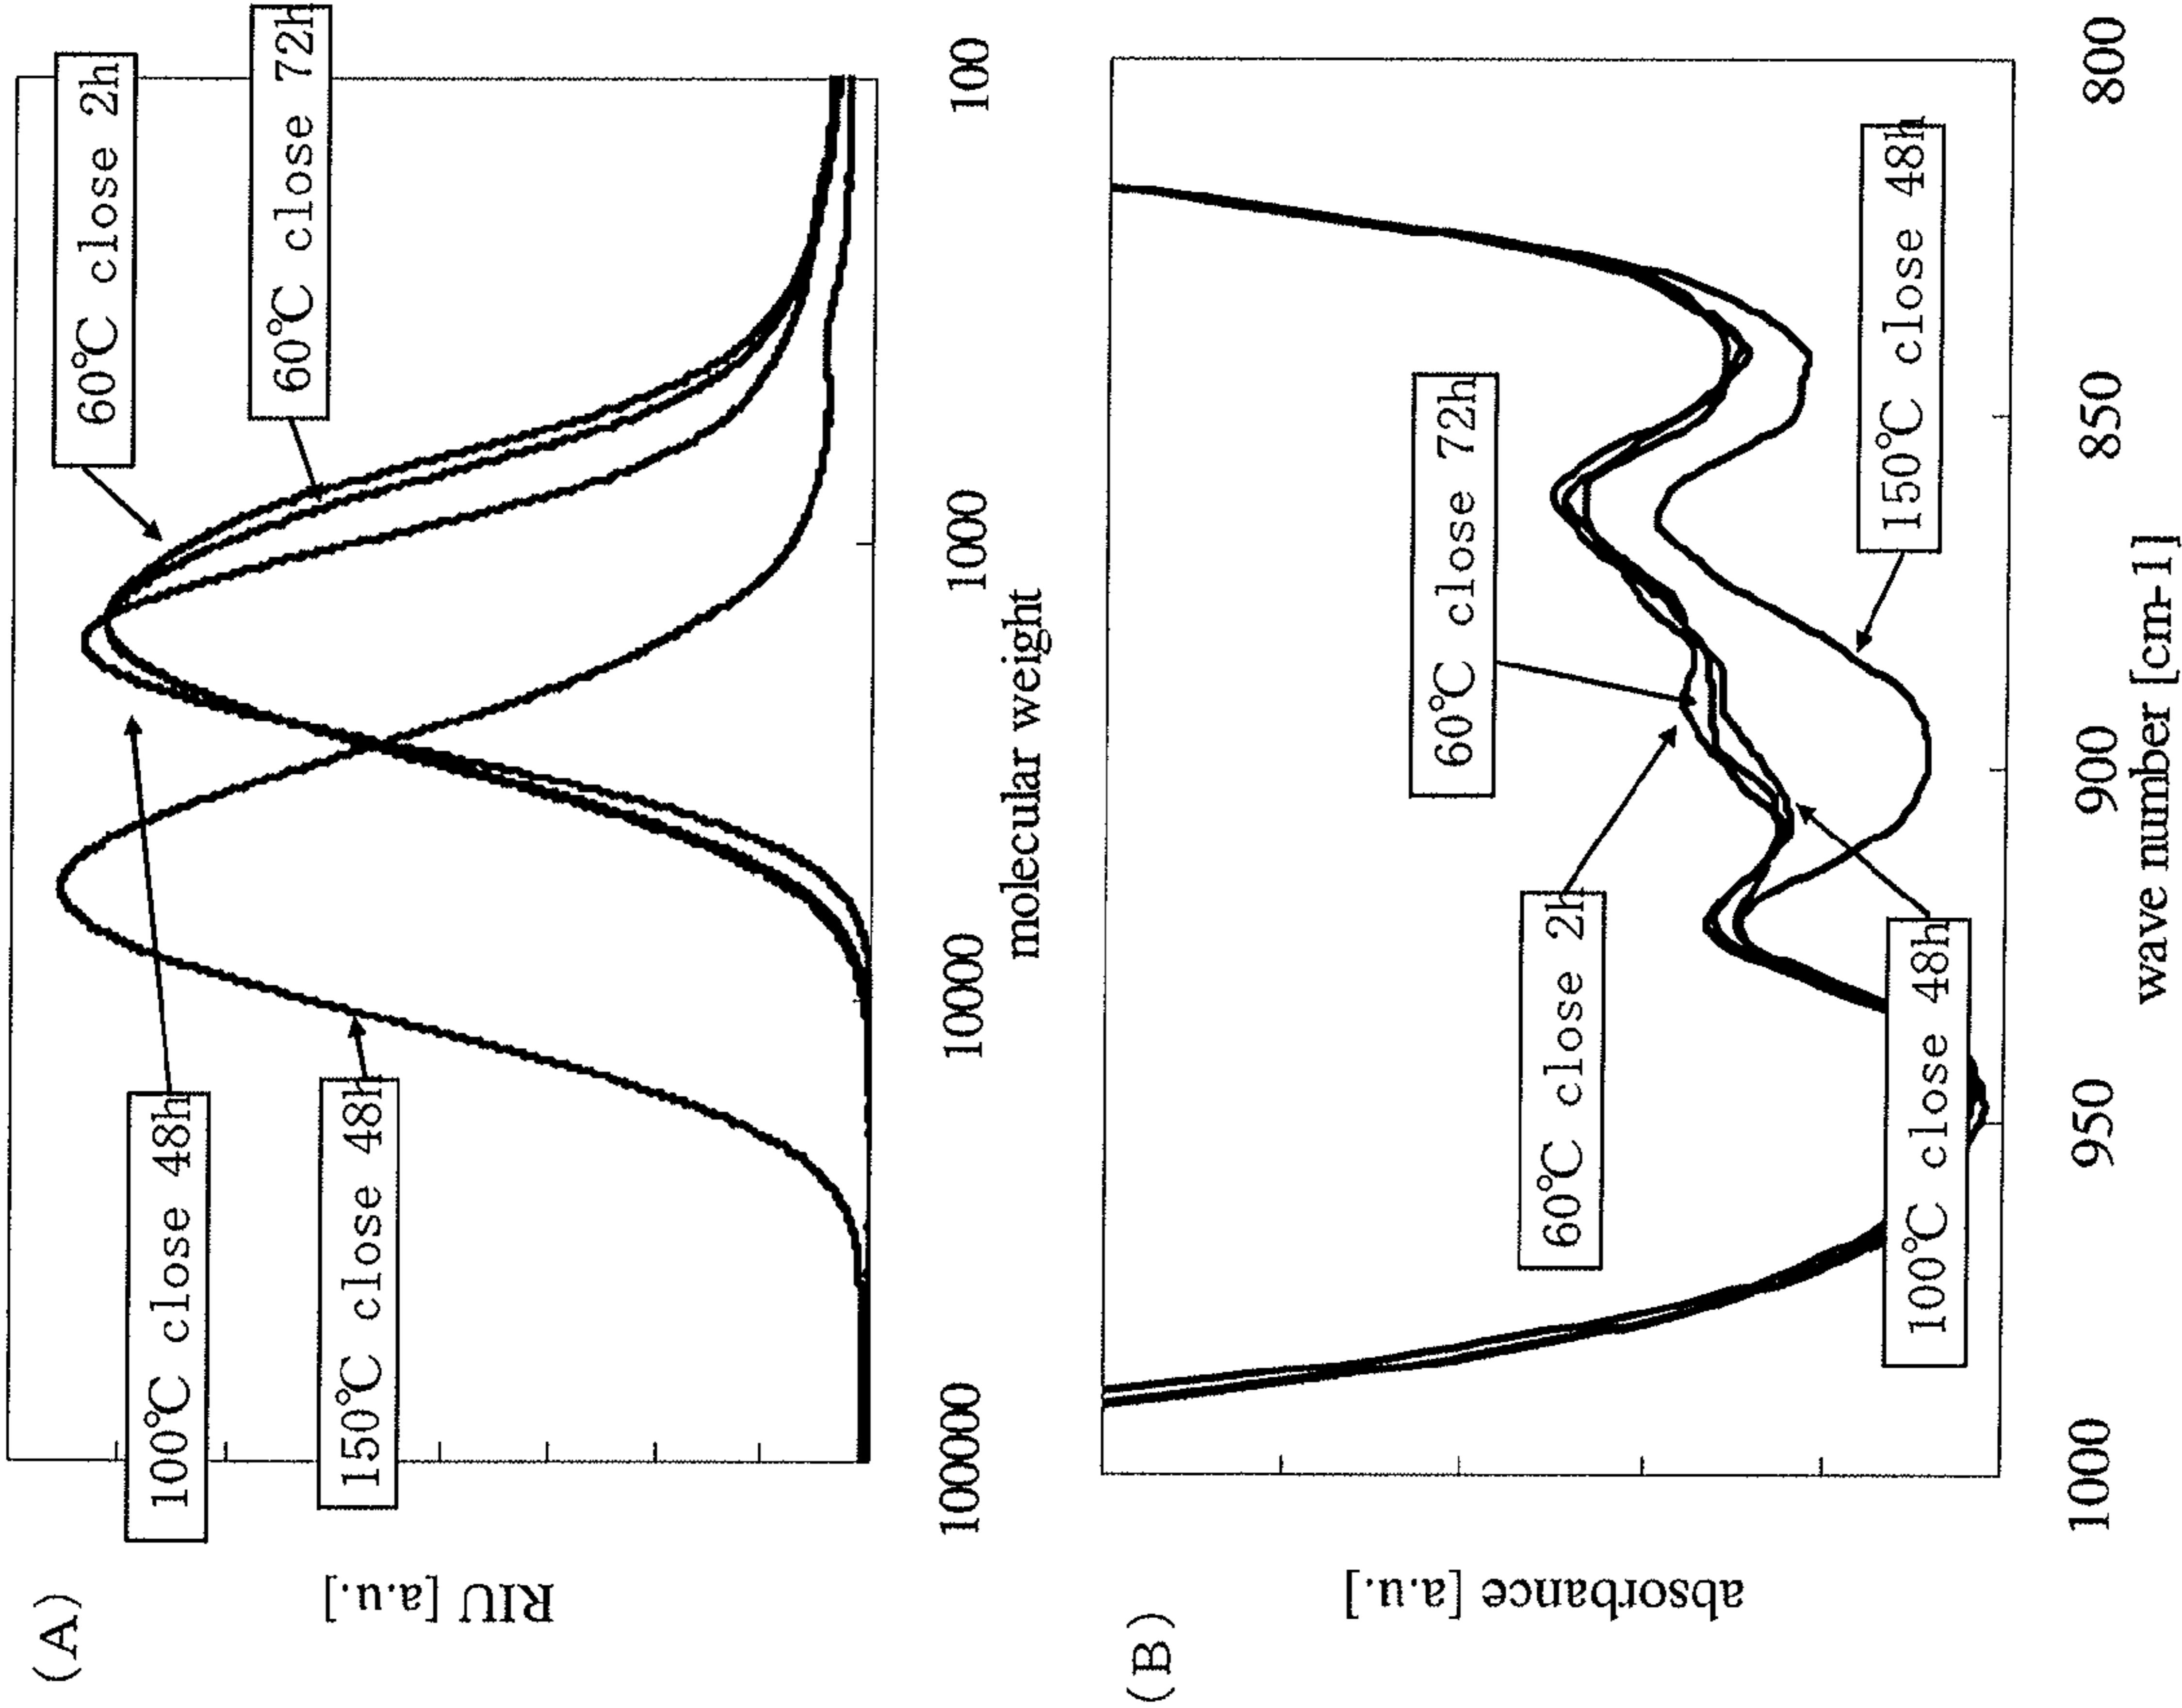 (A)
60℃ close 2h
60℃ close 72h
100℃ close 48h
150℃ close 48h
RIU [a.u.]
100000
10000
1000
100
molecular weight
(B)
60℃ close 72h
60℃ close 2h
150℃ close 48h
100℃ close 48h
absorbance [a.u.]
1000
950
900
850
800
wave number [cm-1]